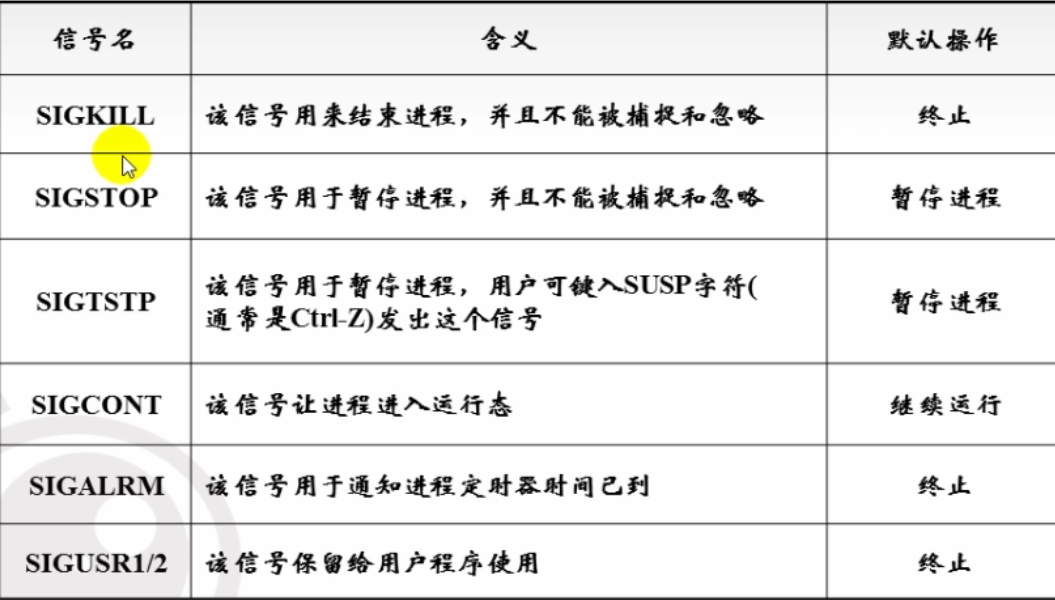 信号名 含义 默认操作
SIGKILL 该信号用来结束进程，并且不能被捕捉和忽略 终止
SIGSTOP 该信号用于暂停进程，并且不能被捕捉和忽略 暂停进程
SIGTSTP 该信号用于暂停进程，用户可键入SUSP字符( 暂停进程
通常是Ctrl-Z)发出这个信号
SIGCONT 该信号让进程进入运行态 继续运行
SIGALRM 该信号用于通知进程定时器时间已到 终止
SIGUSR1/2 该信号保留给用户程序使用 终止